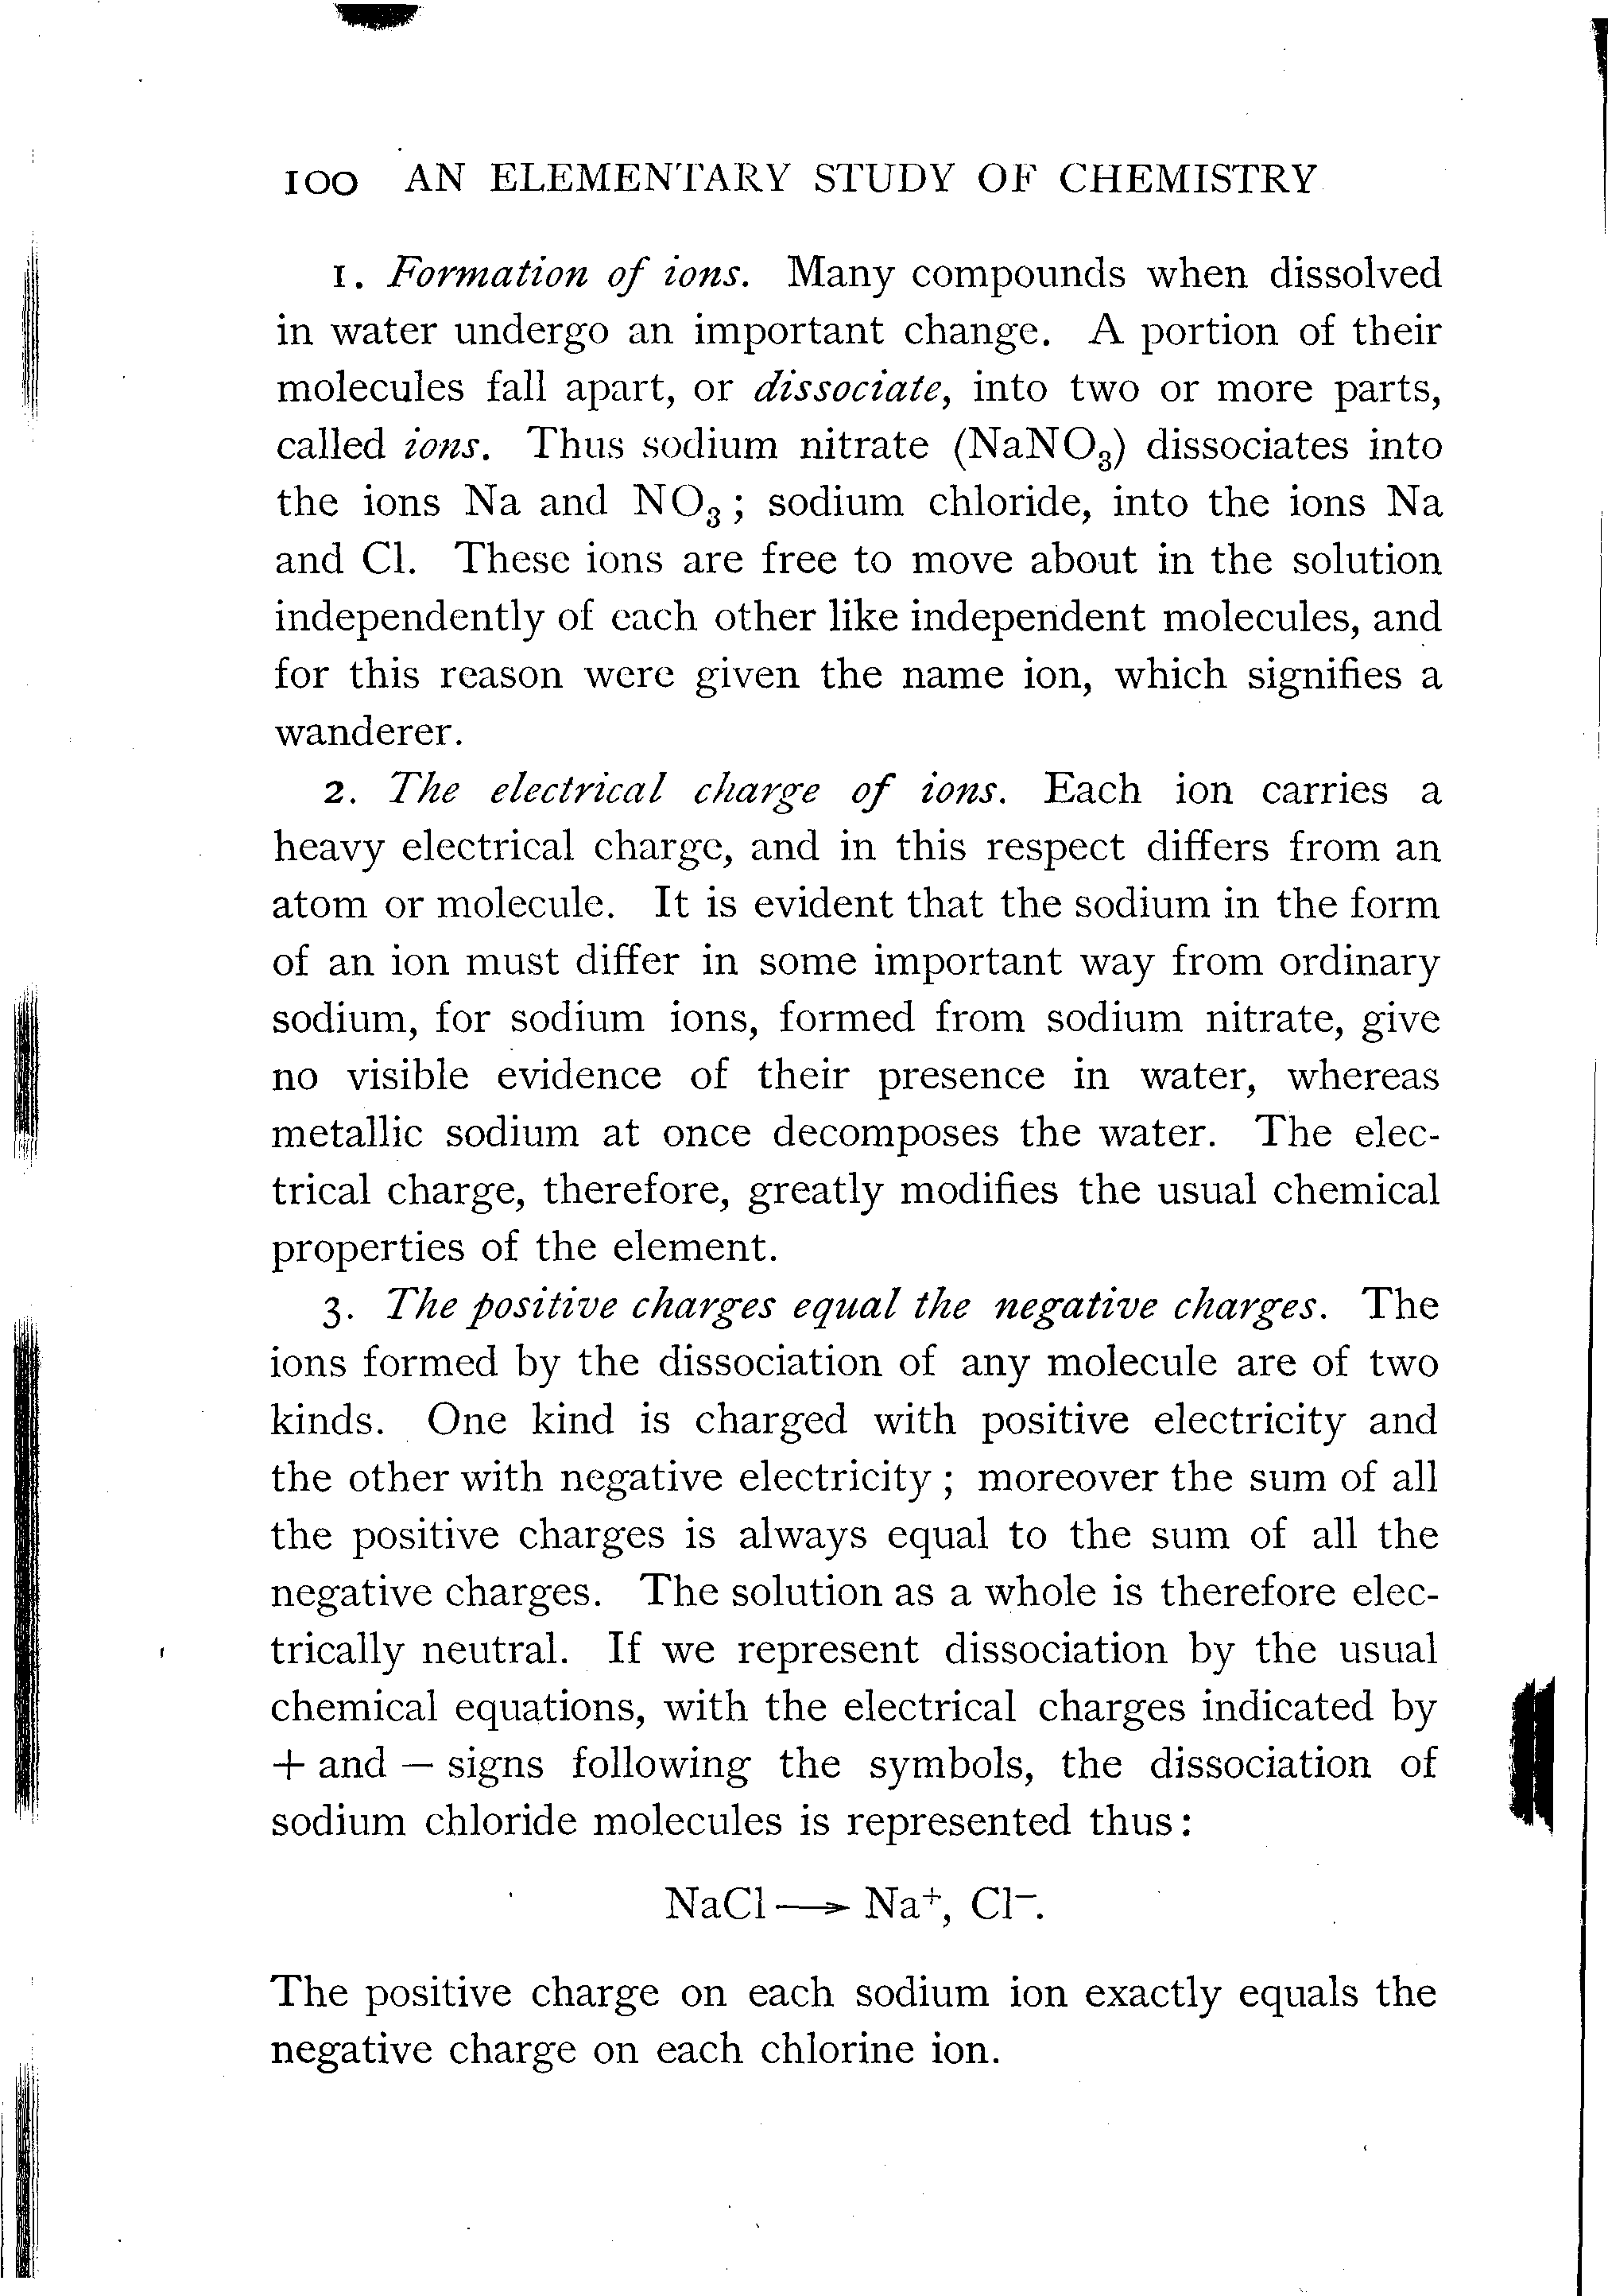 100 AN ELEMENTARY STUDY OF CHEMISTRY
1. Formation of ions. Many compounds when dissolved
in water undergo an important change. A portion of their
molecules fall apart, or dissociate, into two or more parts,
called ions. Thus sodium nitrate (NaNO₃) dissociates into
the ions Na and NO₃; sodium chloride, into the ions Na
and Cl. These ions are free to move about in the solution
independently of each other like independent molecules, and
for this reason were given the name ion, which signifies a
wanderer.
2. The electrical charge of ions. Each ion carries a
heavy electrical charge, and in this respect differs from an
atom or molecule. It is evident that the sodium in the form
of an ion must differ in some important way from ordinary
sodium, for sodium ions, formed from sodium nitrate, give
no visible evidence of their presence in water, whereas
metallic sodium at once decomposes the water. The elec-
trical charge, therefore, greatly modifies the usual chemical
properties of the element.
3. The positive charges equal the negative charges. The
ions formed by the dissociation of any molecule are of two
kinds. One kind is charged with positive electricity and
the other with negative electricity; moreover the sum of all
the positive charges is always equal to the sum of all the
negative charges. The solution as a whole is therefore elec-
trically neutral. If we represent dissociation by the usual
chemical equations, with the electrical charges indicated by
+ and — signs following the symbols, the dissociation of
sodium chloride molecules is represented thus:
NaCl ⟶ Na⁺, Cl⁻.
The positive charge on each sodium ion exactly equals the
negative charge on each chlorine ion.